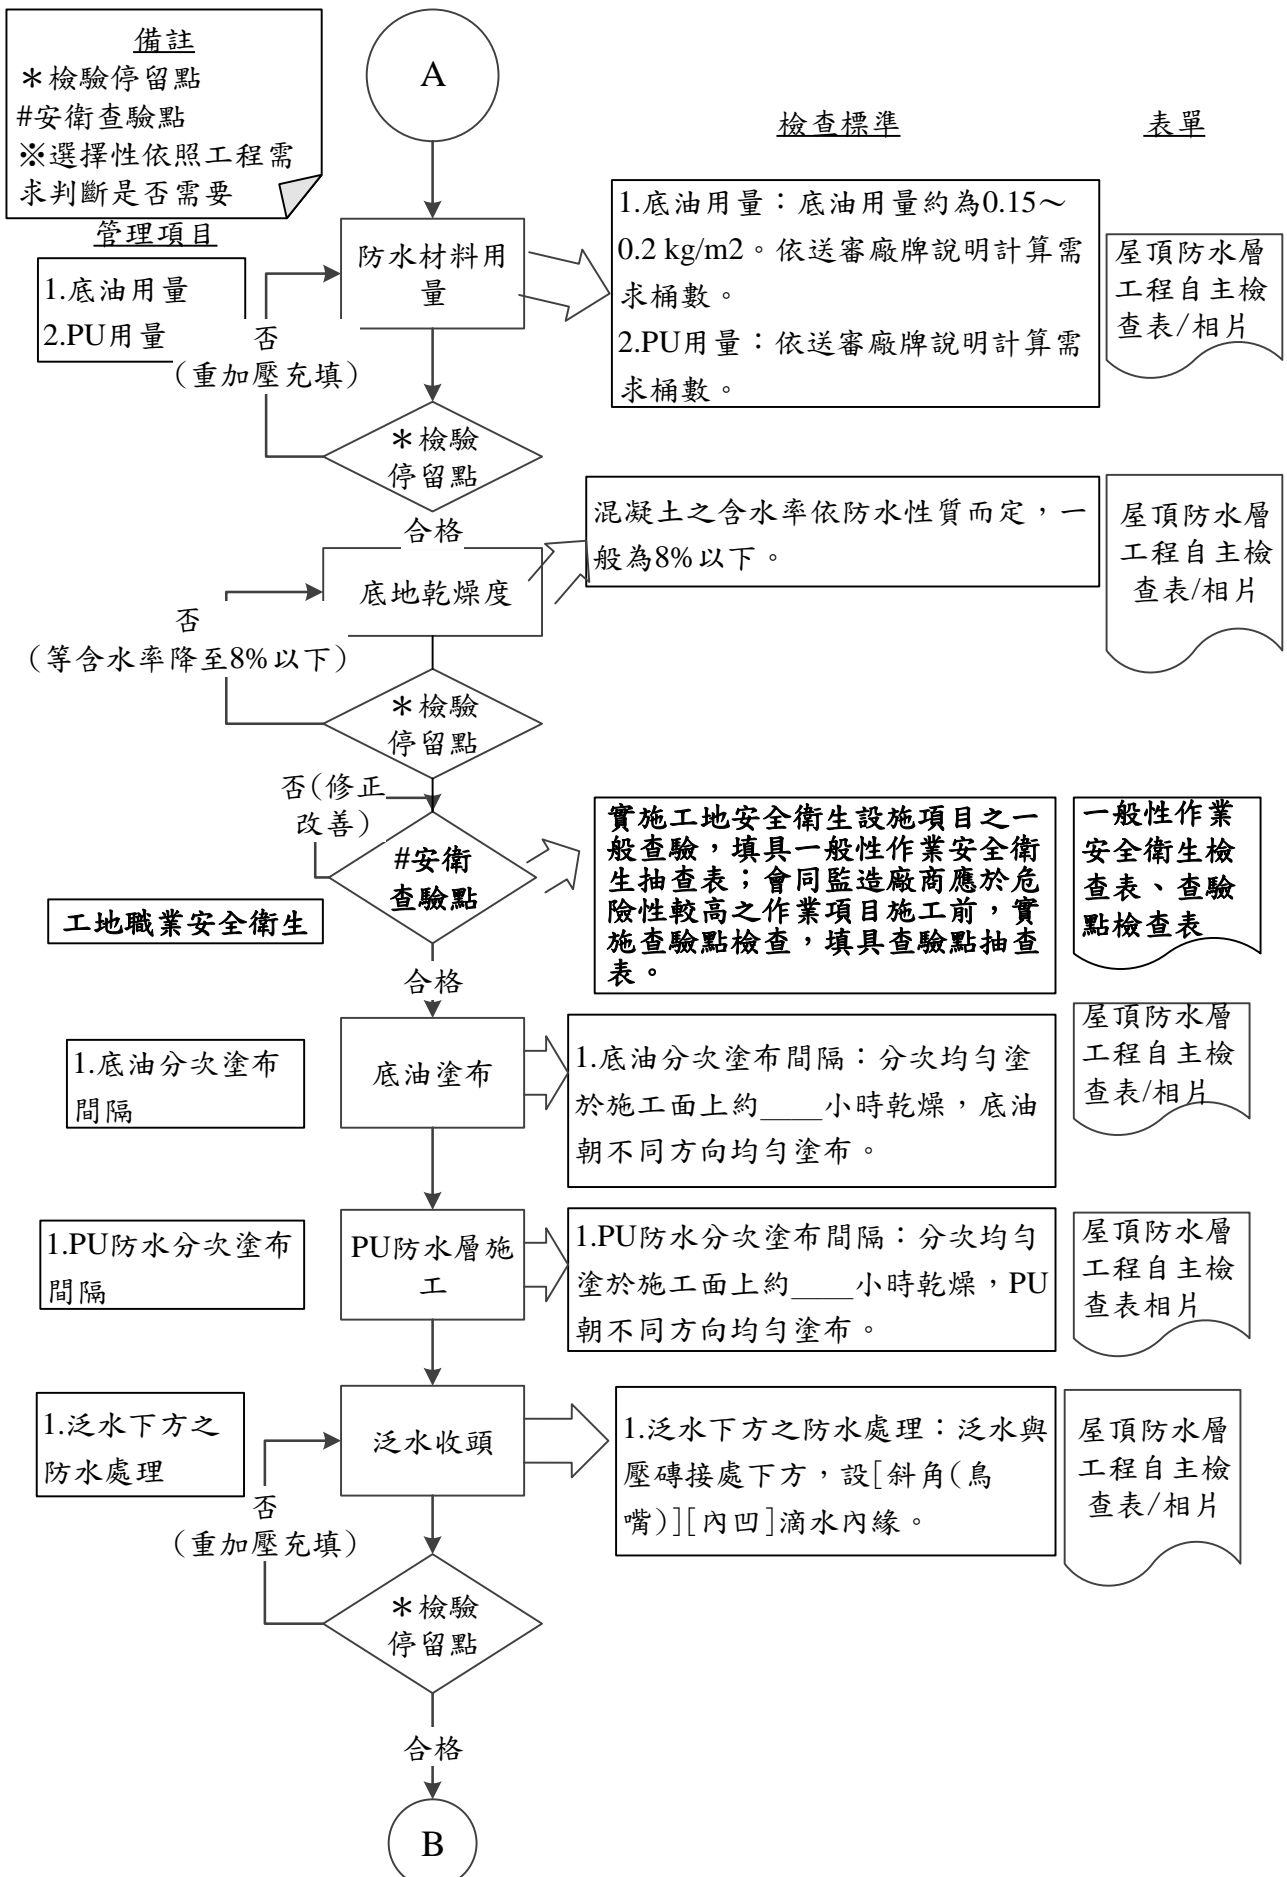 備註
＊檢驗停留點
#安衛查驗點
※選擇性依照工程需
求判斷是否需要
A
檢查標準
表單
管理項目
1.底油用量
2.PU用量
防水材料用
量
1.底油用量：底油用量約為0.15～
0.2 kg/m2。依送審廠牌說明計算需
求桶數。
2.PU用量：依送審廠牌說明計算需
求桶數。
屋頂防水層
工程自主檢
查表/相片
否
(重加壓充填)
＊檢驗
停留點
合格
底地乾燥度
混凝土之含水率依防水性質而定，一
般為8%以下。
屋頂防水層
工程自主檢
查表/相片
否
(等含水率降至8%以下)
＊檢驗
停留點
否(修正
改善)
#安衛
查驗點
工地職業安全衛生
實施工地安全衛生設施項目之一
般查驗，填具一般性作業安全衛
生抽查表；會同監造廠商應於危
險性較高之作業項目施工前，實
施查驗點檢查，填具查驗點抽查
表。
一般性作業
安全衛生檢
查表、查驗
點檢查表
合格
1.底油分次塗布
間隔
底油塗布
1.底油分次塗布間隔：分次均勻塗
於施工面上約____小時乾燥，底油
朝不同方向均勻塗布。
屋頂防水層
工程自主檢
查表/相片
1.PU防水分次塗布
間隔
PU防水層施
工
1.PU防水分次塗布間隔：分次均勻
塗於施工面上約____小時乾燥，PU
朝不同方向均勻塗布。
屋頂防水層
工程自主檢
查表相片
1.泛水下方之
防水處理
泛水收頭
1.泛水下方之防水處理：泛水與
壓磚接處下方，設[斜角(鳥
嘴)][內凹]滴水內緣。
屋頂防水層
工程自主檢
查表/相片
否
(重加壓充填)
＊檢驗
停留點
合格
B